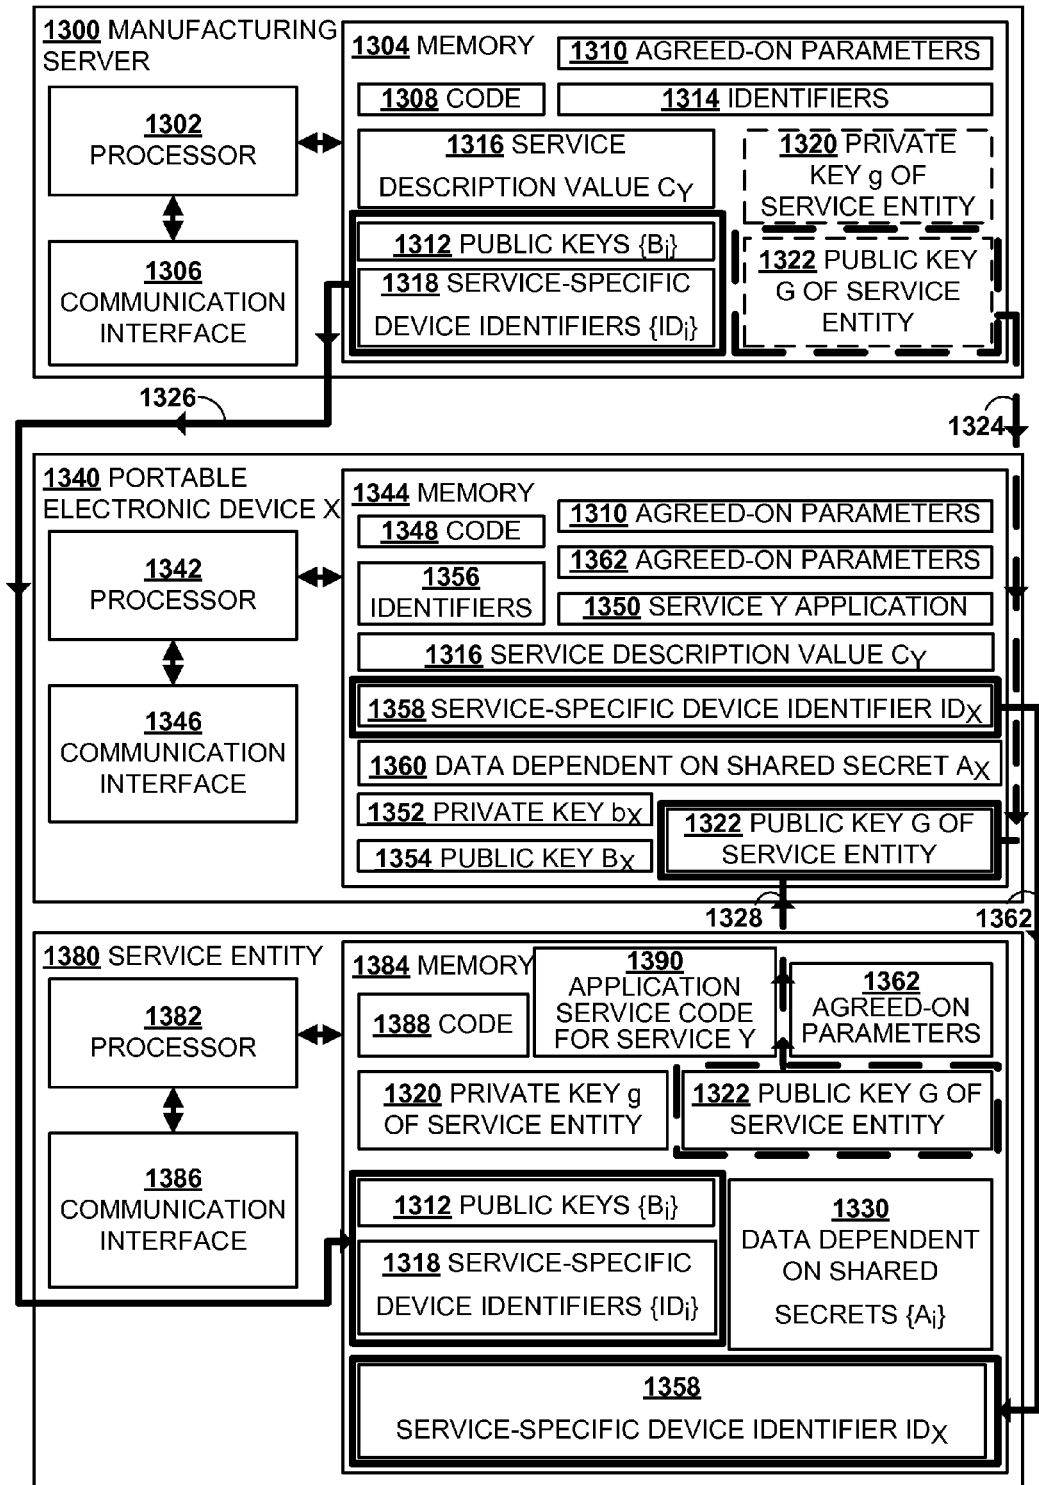 1300 MANUFACTURING
SERVER
1304 MEMORY
1310 AGREED-ON PARAMETERS
1308 CODE
1314 IDENTIFIERS
1302
PROCESSOR
1316 SERVICE
DESCRIPTION VALUE CY
1320 PRIVATE
KEY g OF
SERVICE ENTITY
1312 PUBLIC KEYS {Bi}
1318 SERVICE-SPECIFIC
DEVICE IDENTIFIERS {IDi}
1322 PUBLIC KEY
G OF SERVICE
ENTITY
1306
COMMUNICATION
INTERFACE
1326
1324
1340 PORTABLE
ELECTRONIC DEVICE X
1344 MEMORY
1310 AGREED-ON PARAMETERS
1348 CODE
1362 AGREED-ON PARAMETERS
1342
PROCESSOR
1356
IDENTIFIERS
1350 SERVICE Y APPLICATION
1316 SERVICE DESCRIPTION VALUE CY
1358 SERVICE-SPECIFIC DEVICE IDENTIFIER IDX
1346
COMMUNICATION
INTERFACE
1360 DATA DEPENDENT ON SHARED SECRET AX
1352 PRIVATE KEY bX
1354 PUBLIC KEY BX
1322 PUBLIC KEY G OF
SERVICE ENTITY
1328
1362
1380 SERVICE ENTITY
1384 MEMORY
1390
APPLICATION
SERVICE CODE
FOR SERVICE Y
1362
AGREED-ON
PARAMETERS
1388 CODE
1382
PROCESSOR
1320 PRIVATE KEY g
OF SERVICE ENTITY
1322 PUBLIC KEY G OF
SERVICE ENTITY
1386
COMMUNICATION
INTERFACE
1312 PUBLIC KEYS {Bi}
1318 SERVICE-SPECIFIC
DEVICE IDENTIFIERS {IDi}
1330
DATA DEPENDENT
ON SHARED
SECRETS {Ai}
1358
SERVICE-SPECIFIC DEVICE IDENTIFIER IDX